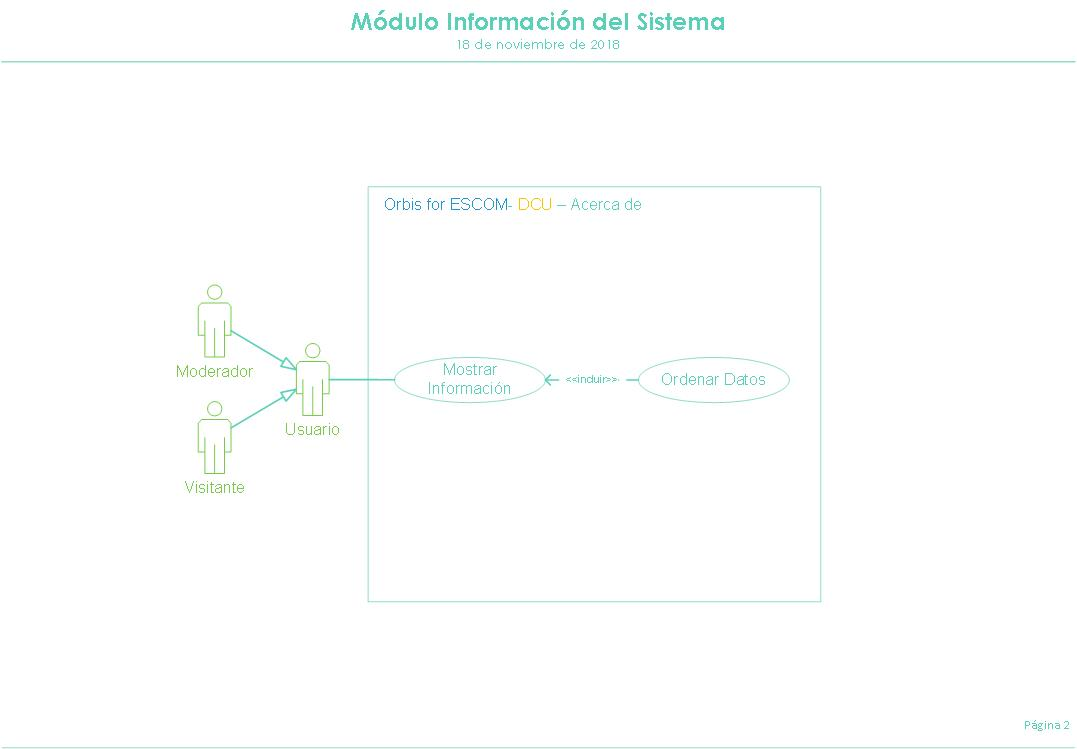 Módulo Información del Sistema
18 de noviembre de 2018
Orbis for ESCOM- DCU – Acerca de
Moderador
Visitante
Usuario
Mostrar
Información
<<incluir>>
Ordenar Datos
Página 2